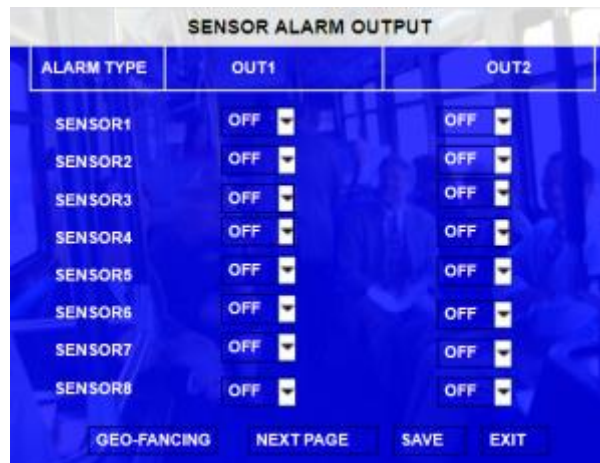 SENSOR ALARM OUTPUT
ALARM TYPE OUT1 OUT2
SENSOR1 OFF OFF
SENSOR2 OFF OFF
SENSOR3 OFF OFF
SENSOR4 OFF OFF
SENSOR5 OFF OFF
SENSOR6 OFF OFF
SENSOR7 OFF OFF
SENSOR8 OFF OFF
GEO-FANCING NEXT PAGE SAVE EXIT